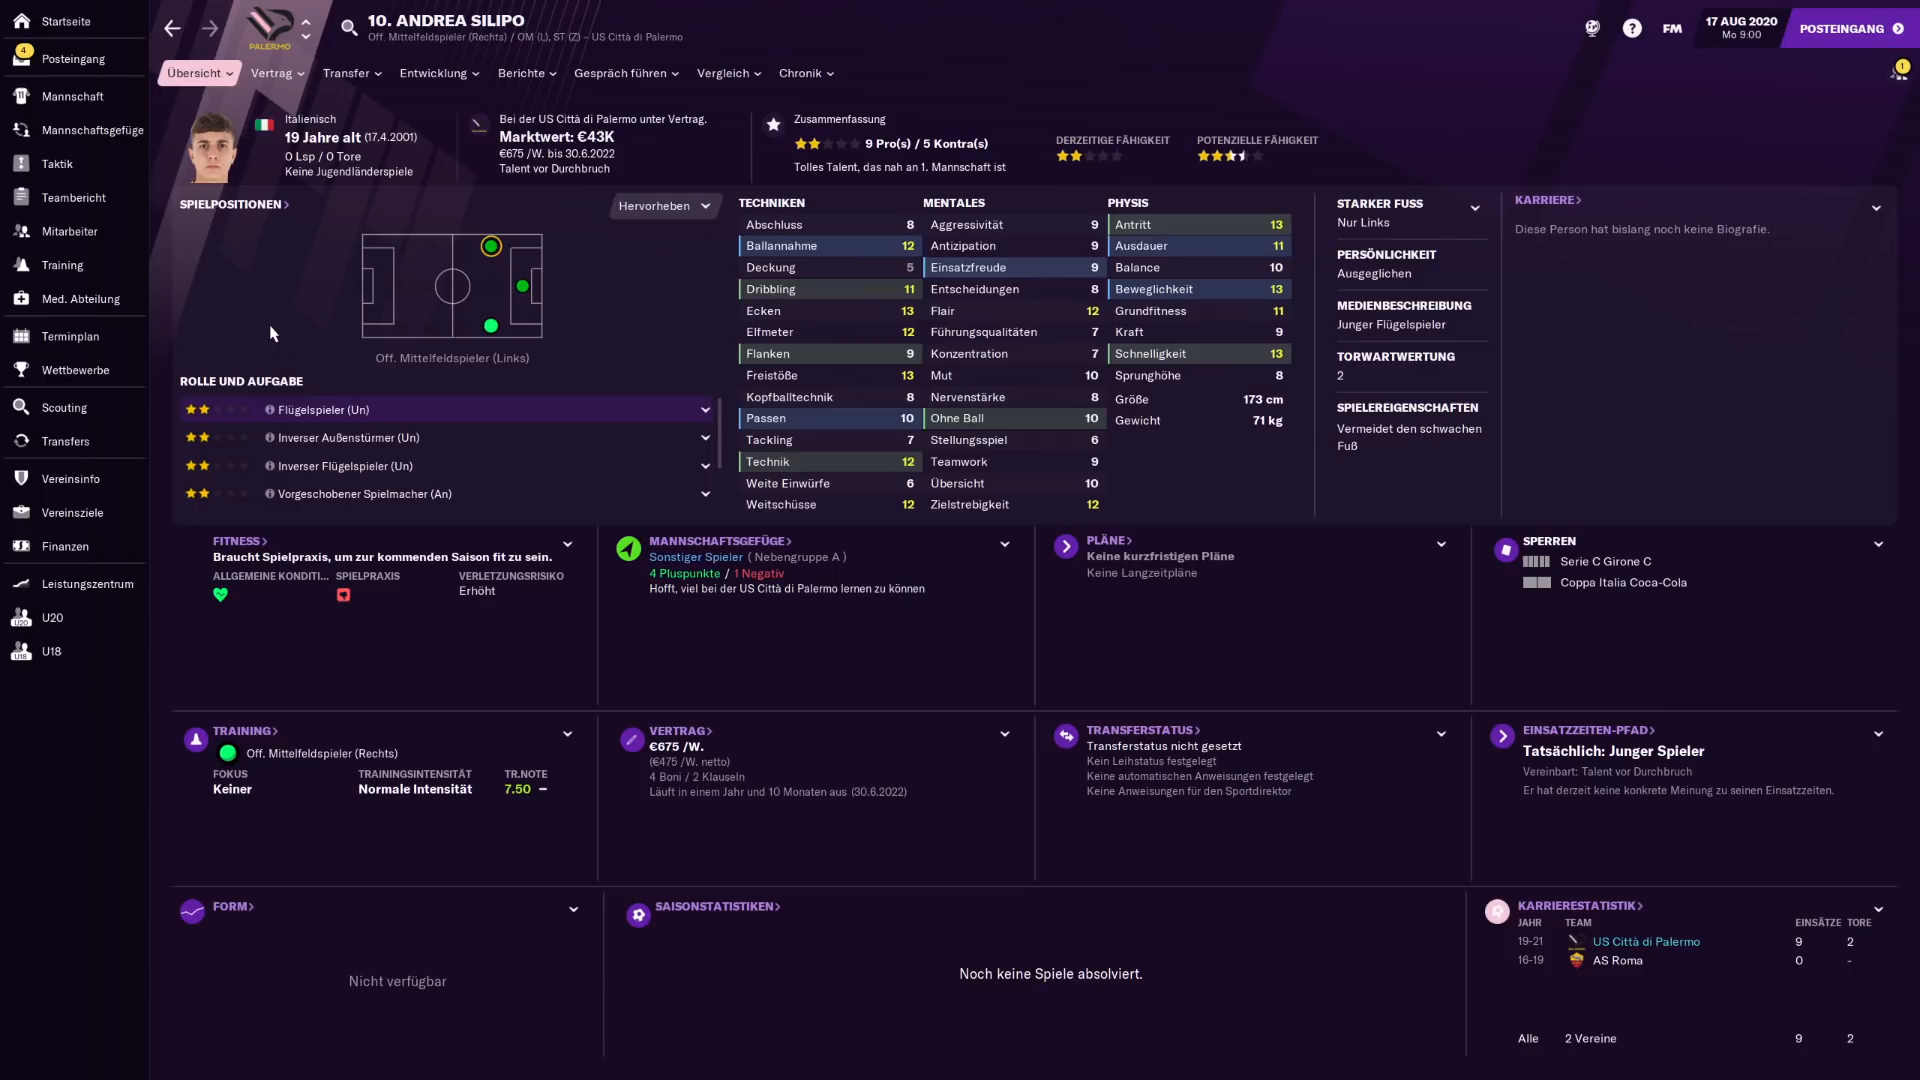 Startseite
4
Posteingang
Mannschaft
Mannschaftsgefüge
Taktik
Teambericht
Mitarbeiter
Training
Med. Abteilung
Terminplan
Wettbewerbe
Scouting
Transfers
Vereinsinfo
Vereinsziele
Finanzen
Leistungszentrum
U20
U18
PALERMO
10. ANDREA SILIPO
Off. Mittelfeldspieler (Rechts) / OM (L), ST (Z) – US Città di Palermo
FM
17 AUG 2020
Mo 9:00
POSTEINGANG
1
Übersicht
Vertrag
Transfer
Entwicklung
Berichte
Gespräch führen
Vergleich
Chronik
Italienisch
19 Jahre alt (17.4.2001)
0 Lsp / 0 Tore
Keine Jugendländerspiele
Bei der US Città di Palermo unter Vertrag.
Marktwert: €43K
€675 /W. bis 30.6.2022
Talent vor Durchbruch
Zusammenfassung
9 Pro(s) / 5 Kontra(s)
Tolles Talent, das nah an 1. Mannschaft ist
DERZEITIGE FÄHIGKEIT
POTENZIELLE FÄHIGKEIT
SPIELPOSITIONEN
Hervorheben
Off. Mittelfeldspieler (Links)
ROLLE UND AUFGABE
Flügelspieler (Un)
Inverser Außenstürmer (Un)
Inverser Flügelspieler (Un)
Vorgeschobener Spielmacher (An)
TECHNIKEN
Abschluss 8
Ballannahme 12
Deckung 5
Dribbling 11
Ecken 13
Elfmeter 12
Flanken 9
Freistöße 13
Kopfballtechnik 8
Passen 10
Tackling 7
Technik 12
Weite Einwürfe 6
Weitschüsse 12
MENTALES
Aggressivität 9
Antizipation 9
Einsatzfreude 9
Entscheidungen 8
Flair 12
Führungsqualitäten 7
Konzentration 7
Mut 10
Nervenstärke 8
Ohne Ball 10
Stellungsspiel 6
Teamwork 9
Übersicht 10
Zielstrebigkeit 12
PHYSIS
Antritt 13
Ausdauer 11
Balance 10
Beweglichkeit 13
Grundfitness 11
Kraft 9
Schnelligkeit 13
Sprunghöhe 8
Größe 173 cm
Gewicht 71 kg
STARKER FUSS
Nur Links
PERSÖNLICHKEIT
Ausgeglichen
MEDIENBESCHREIBUNG
Junger Flügelspieler
TORWARTWERTUNG
2
SPIELEREIGENSCHAFTEN
Vermeidet den schwachen
Fuß
KARRIERE
Diese Person hat bislang noch keine Biografie.
FITNESS
Braucht Spielpraxis, um zur kommenden Saison fit zu sein.
ALLGEMEINE KONDITI... SPIELPRAXIS VERLETZUNGSRISIKO
Erhöht
MANNSCHAFTSGEFÜGE
Sonstiger Spieler ( Nebengruppe A )
4 Pluspunkte / 1 Negativ
Hofft, viel bei der US Città di Palermo lernen zu können
PLÄNE
Keine kurzfristigen Pläne
Keine Langzeitpläne
SPERREN
Serie C Girone C
Coppa Italia Coca-Cola
TRAINING
Off. Mittelfeldspieler (Rechts)
FOKUS TRAININGSINTENSITÄT TR.NOTE
Keiner Normale Intensität 7.50 –
VERTRAG
€675 /W.
(€475 /W. netto)
4 Boni / 2 Klauseln
Läuft in einem Jahr und 10 Monaten aus (30.6.2022)
TRANSFERSTATUS
Transferstatus nicht gesetzt
Kein Leihstatus festgelegt
Keine automatischen Anweisungen festgelegt
Keine Anweisungen für den Sportdirektor
EINSATZZEITEN-PFAD
Tatsächlich: Junger Spieler
Vereinbart: Talent vor Durchbruch
Er hat derzeit keine konkrete Meinung zu seinen Einsatzzeiten.
FORM
Nicht verfügbar
SAISONSTATISTIKEN
Noch keine Spiele absolviert.
KARRIERESTATISTIK
JAHR TEAM EINSÄTZE TORE
19-21 US Città di Palermo 9 2
16-19 AS Roma 0 -
Alle 2 Vereine 9 2